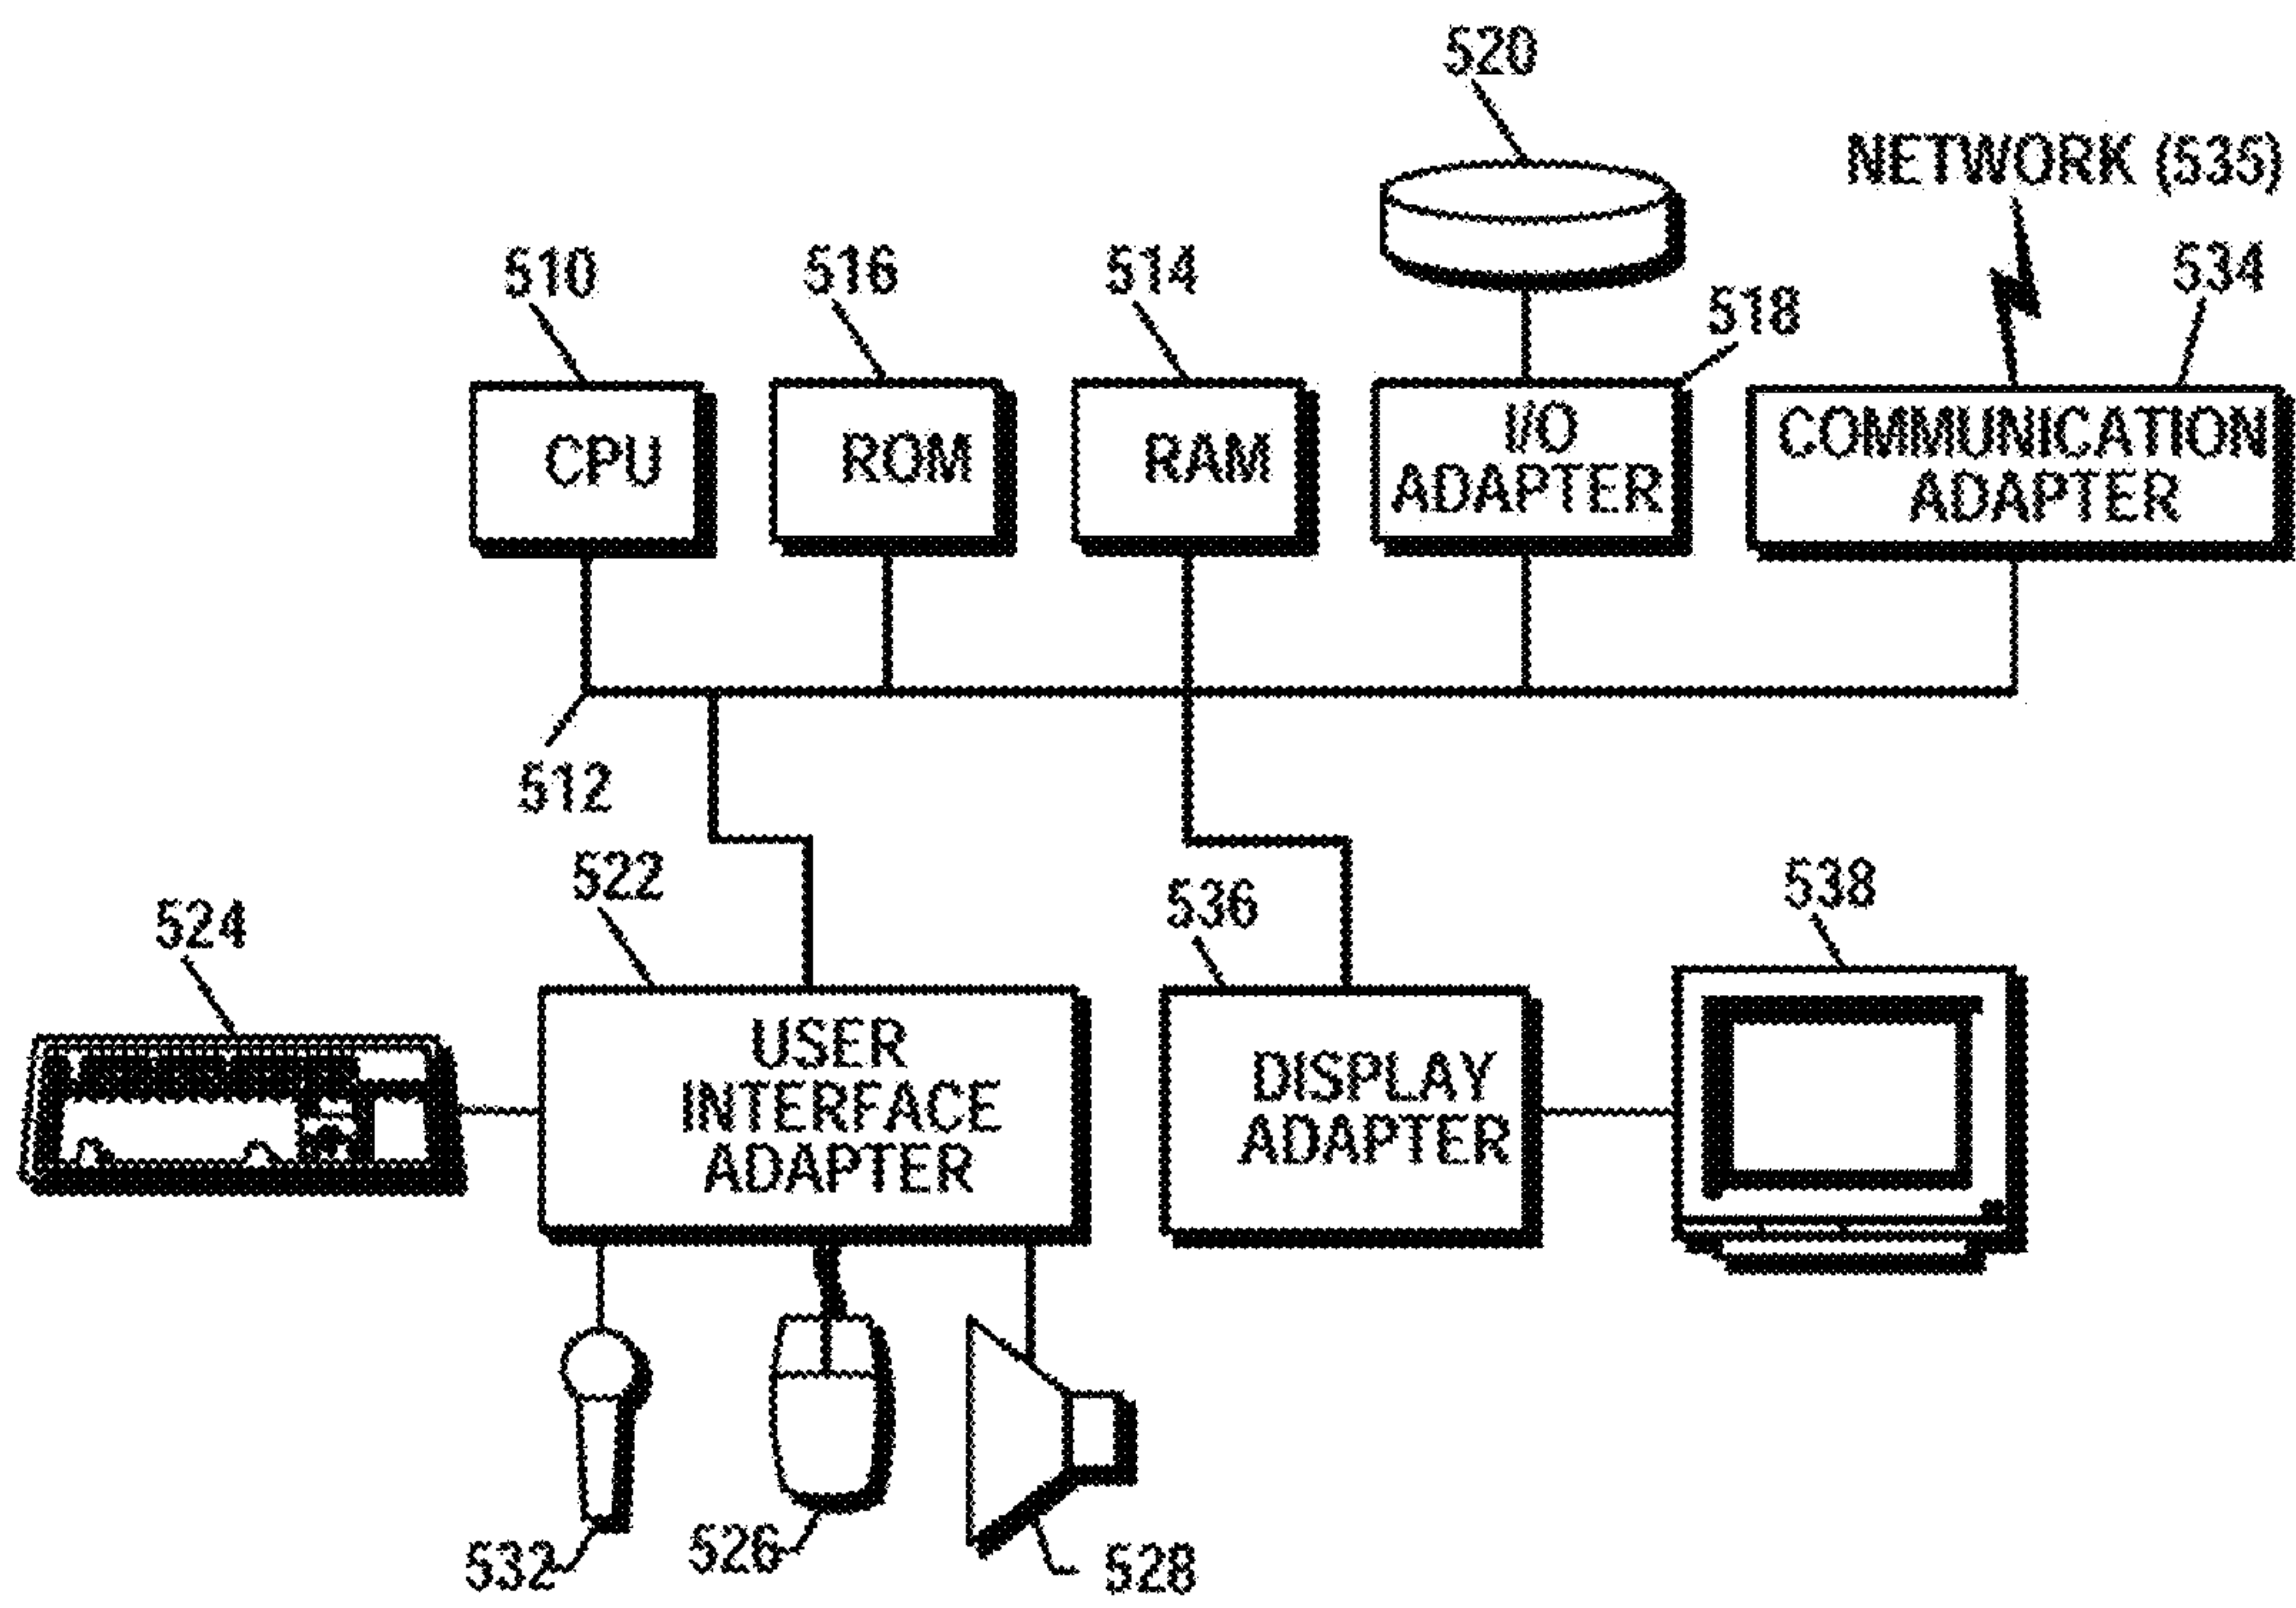 520
NETWORK (535)
510
516
514
518
534
CPU
ROM
RAM
I/O
ADAPTER
COMMUNICATION
ADAPTER
512
522
524
536
538
USER
INTERFACE
ADAPTER
DISPLAY
ADAPTER
532
526
528